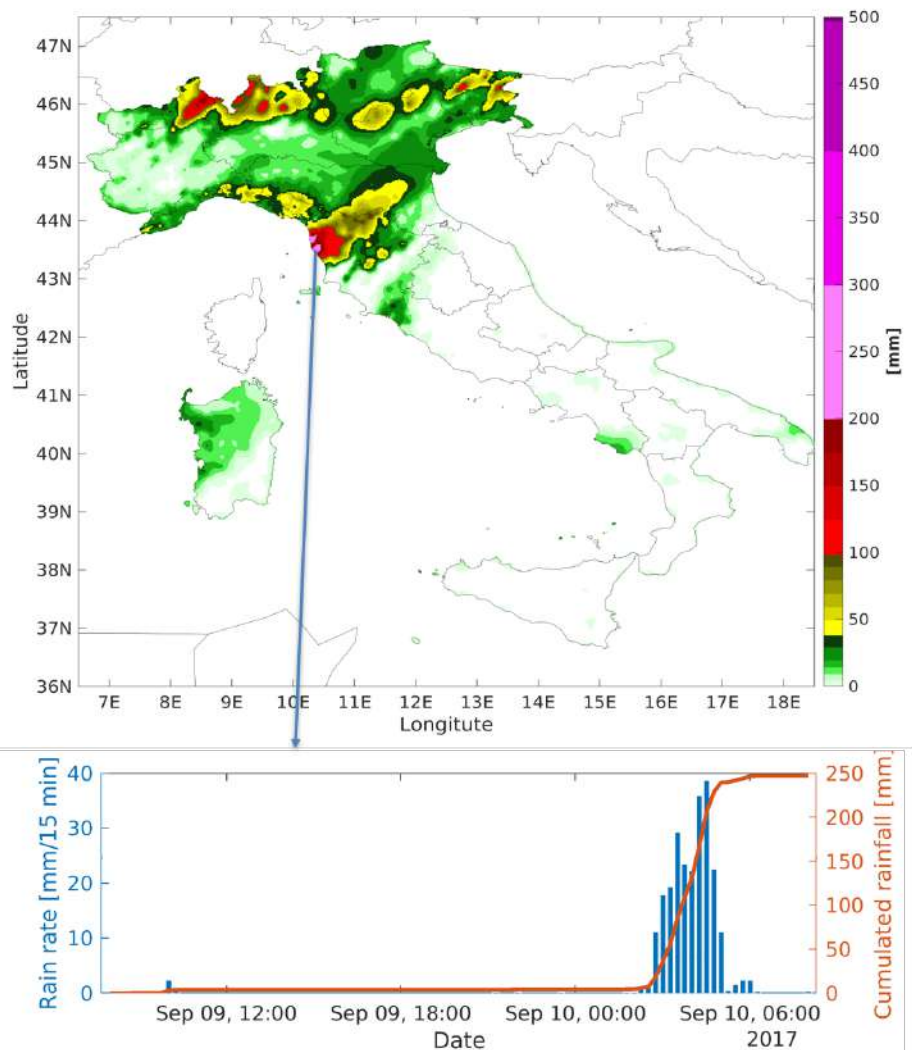 47N
46N
45N
44N
43N
42N
41N
40N
39N
38N
37N
36N
Latitude
7E 8E 9E 10E 11E 12E 13E 14E 15E 16E 17E 18E
Longitute
500
450
400
350
300
250
200
150
100
50
0
[mm]
Rain rate [mm/15 min]
40
30
20
10
0
250
200
150
100
50
0
Cumulated rainfall [mm]
Sep 09, 12:00 Sep 09, 18:00 Sep 10, 00:00 Sep 10, 06:00
Date 2017